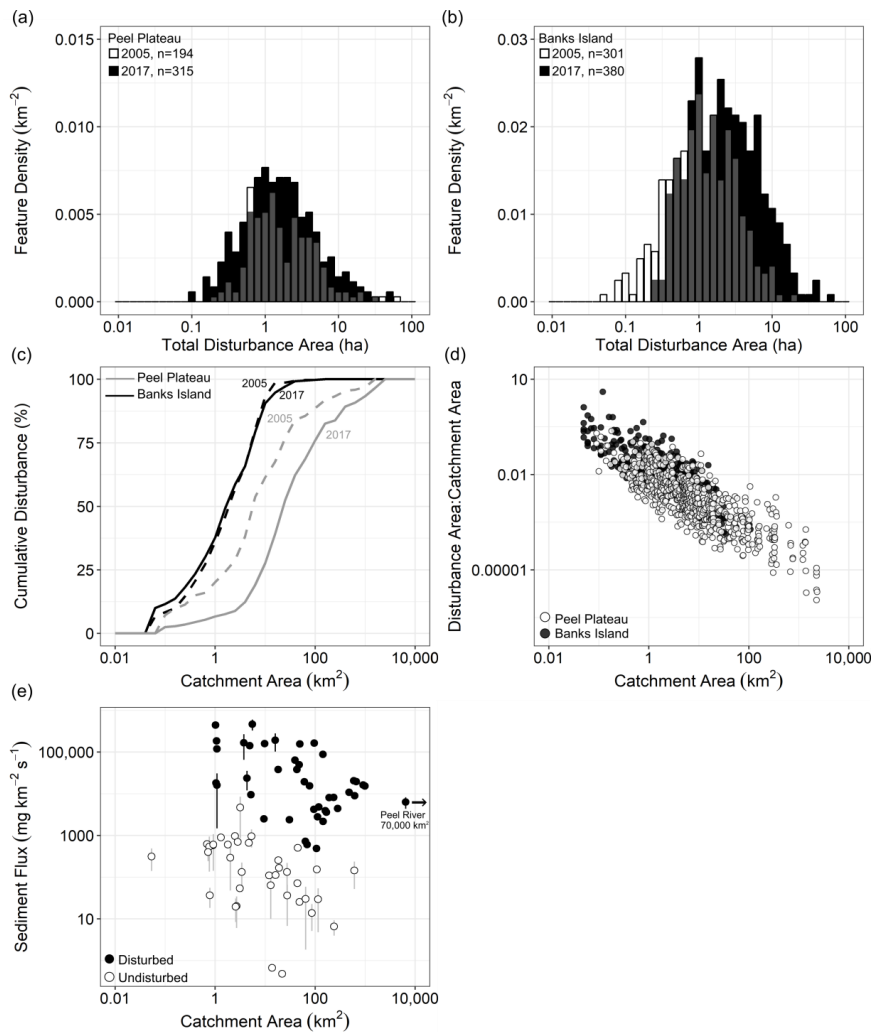 (a)
Peel Plateau
2005, n=194
2017, n=315
0.015
0.010
0.005
0.000
Feature Density (km⁻²)
0.01 0.1 1 10 100
Total Disturbance Area (ha)
(b)
Banks Island
2005, n=301
2017, n=380
0.03
0.02
0.01
0.00
Feature Density (km⁻²)
0.01 0.1 1 10 100
Total Disturbance Area (ha)
(c)
Peel Plateau
Banks Island
2005
2017
2005
2017
100
75
50
25
0
Cumulative Disturbance (%)
0.01 1 100 10,000
Catchment Area (km²)
(d)
10
0.01
0.00001
Disturbance Area:Catchment Area
Peel Plateau
Banks Island
0.01 1 100 10,000
Catchment Area (km²)
(e)
100,000
1000
10
Sediment Flux (mg km⁻² s⁻¹)
Peel River
70,000 km²
Disturbed
Undisturbed
0.01 1 100 10,000
Catchment Area (km²)